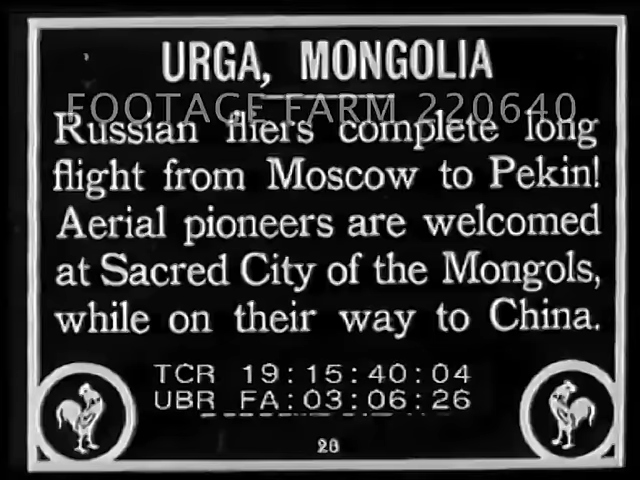 URGA, MONGOLIA
FOOTAGE FARM 220640
Russian fliers complete long
flight from Moscow to Pekin!
Aerial pioneers are welcomed
at Sacred City of the Mongols,
while on their way to China.
TCR 19:15:40:04
UBR FA:03:06:26
28